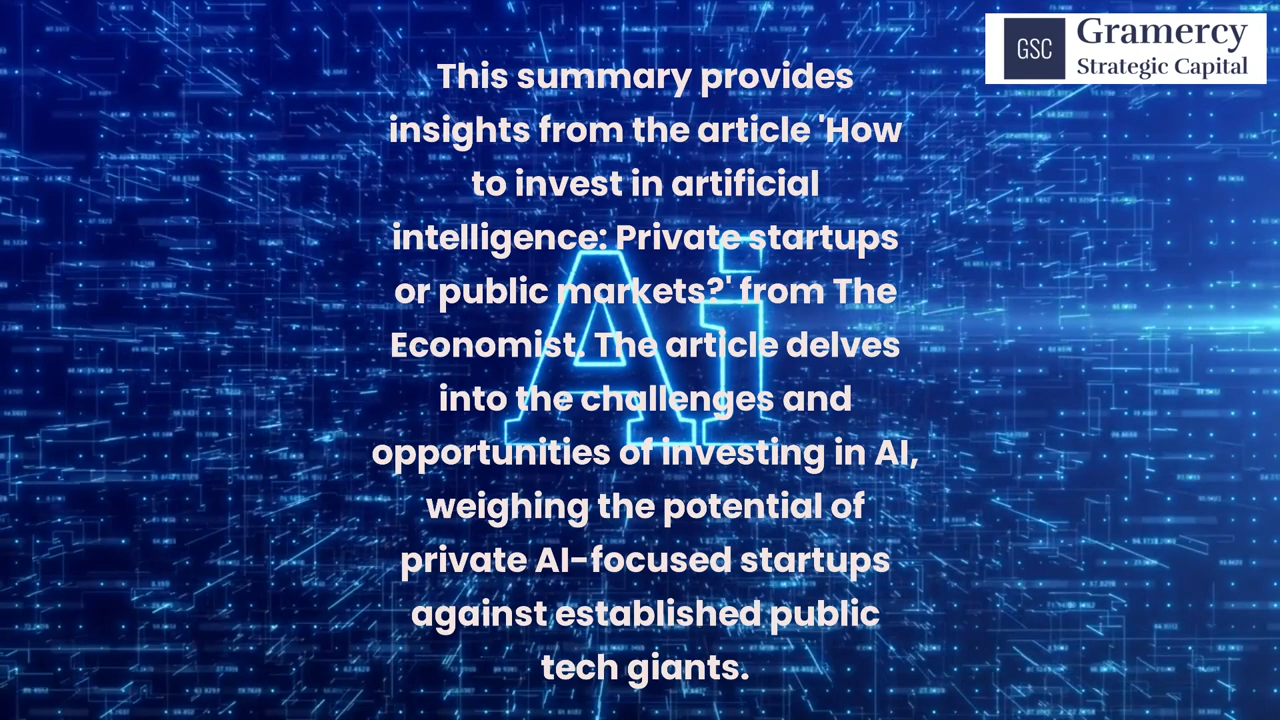 GSC
Gramercy
Strategic Capital
This summary provides
insights from the article 'How
to invest in artificial
intelligence: Private startups
or public markets?' from The
Economist. The article delves
into the challenges and
opportunities of investing in AI,
weighing the potential of
private AI-focused startups
against established public
tech giants.
Ai